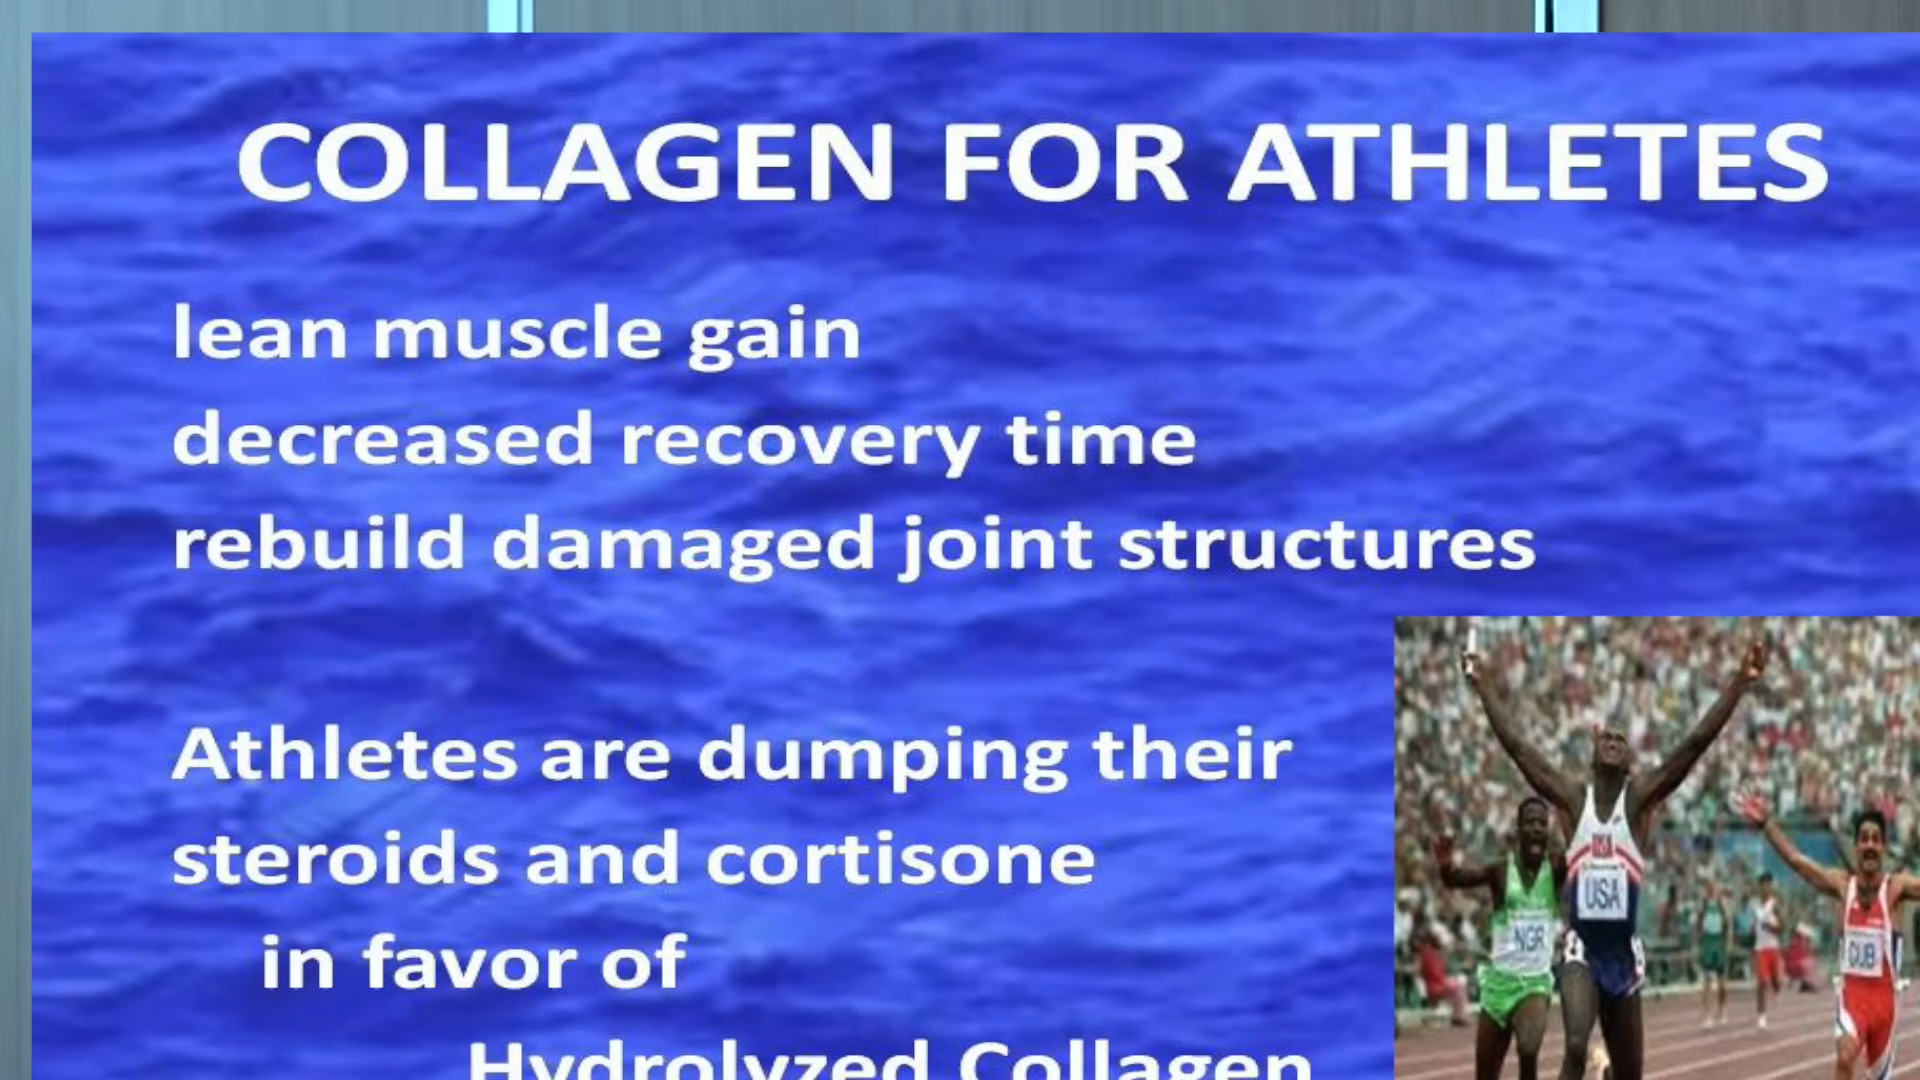 COLLAGEN FOR ATHLETES
lean muscle gain
decreased recovery time
rebuild damaged joint structures
Athletes are dumping their
steroids and cortisone
in favor of
Hydrolyzed Collagen
USA
NGR
CUB